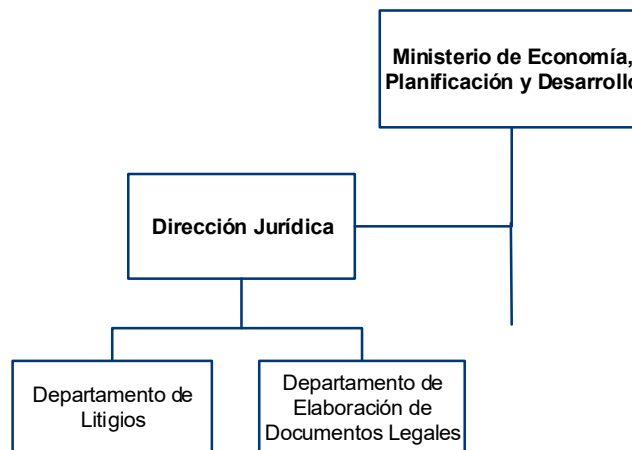 Ministerio de Economía,
Planificación y Desarrollo
Dirección Jurídica
Departamento de
Litigios
Departamento de
Elaboración de
Documentos Legales